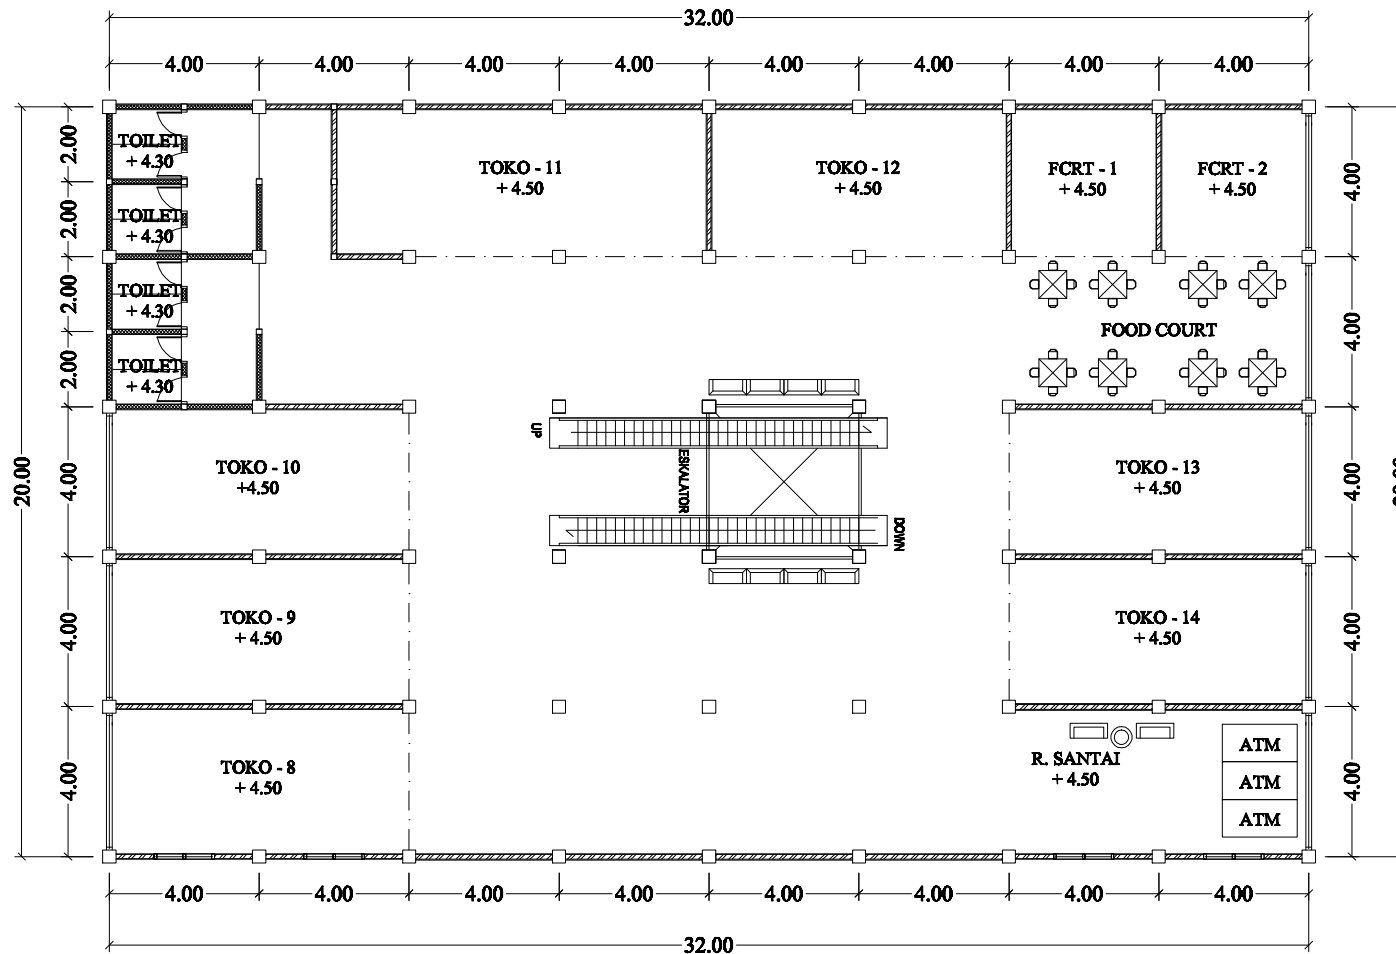 32.00
4.00 4.00 4.00 4.00 4.00 4.00 4.00 4.00
2.00
TOILET
+ 4.30
2.00
TOILET
+ 4.30
2.00
TOILET
+ 4.30
2.00
TOILET
+ 4.30
TOKO - 11
+ 4.50
TOKO - 12
+ 4.50
FCRT - 1
+ 4.50
FCRT - 2
+ 4.50
4.00
FOOD COURT
4.00
20.00
4.00
TOKO - 10
+4.50
UP
ESKALATOR
DOWN
TOKO - 13
+ 4.50
4.00
4.00
TOKO - 9
+ 4.50
TOKO - 14
+ 4.50
4.00
4.00
TOKO - 8
+ 4.50
R. SANTAI
+ 4.50
ATM
ATM
ATM
4.00
4.00 4.00 4.00 4.00 4.00 4.00 4.00 4.00
32.00